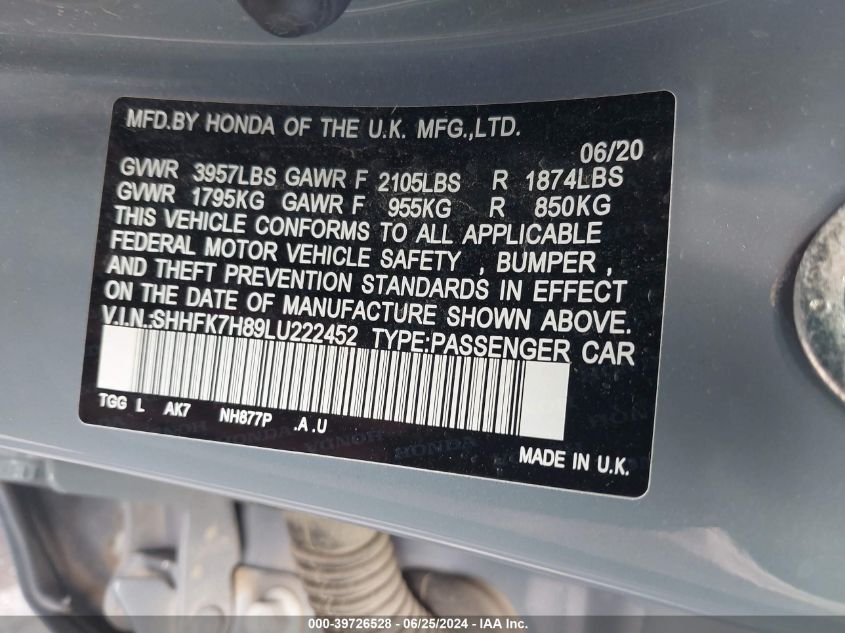 MFD.BY HONDA OF THE U.K. MFG.,LTD.
06/20
GVWR 3957LBS GAWR F 2105LBS R 1874LBS
GVWR 1795KG GAWR F 955KG R 850KG
THIS VEHICLE CONFORMS TO ALL APPLICABLE
FEDERAL MOTOR VEHICLE SAFETY , BUMPER ,
AND THEFT PREVENTION STANDARDS IN EFFECT
ON THE DATE OF MANUFACTURE SHOWN ABOVE.
V.I.N.:SHHFK7H89LU222452 TYPE:PASSENGER CAR
TGG L AK7 NH877P .A .U
HONDA HONDA
MADE IN U.K.
000-39726528 - 06/25/2024 - IAA Inc.